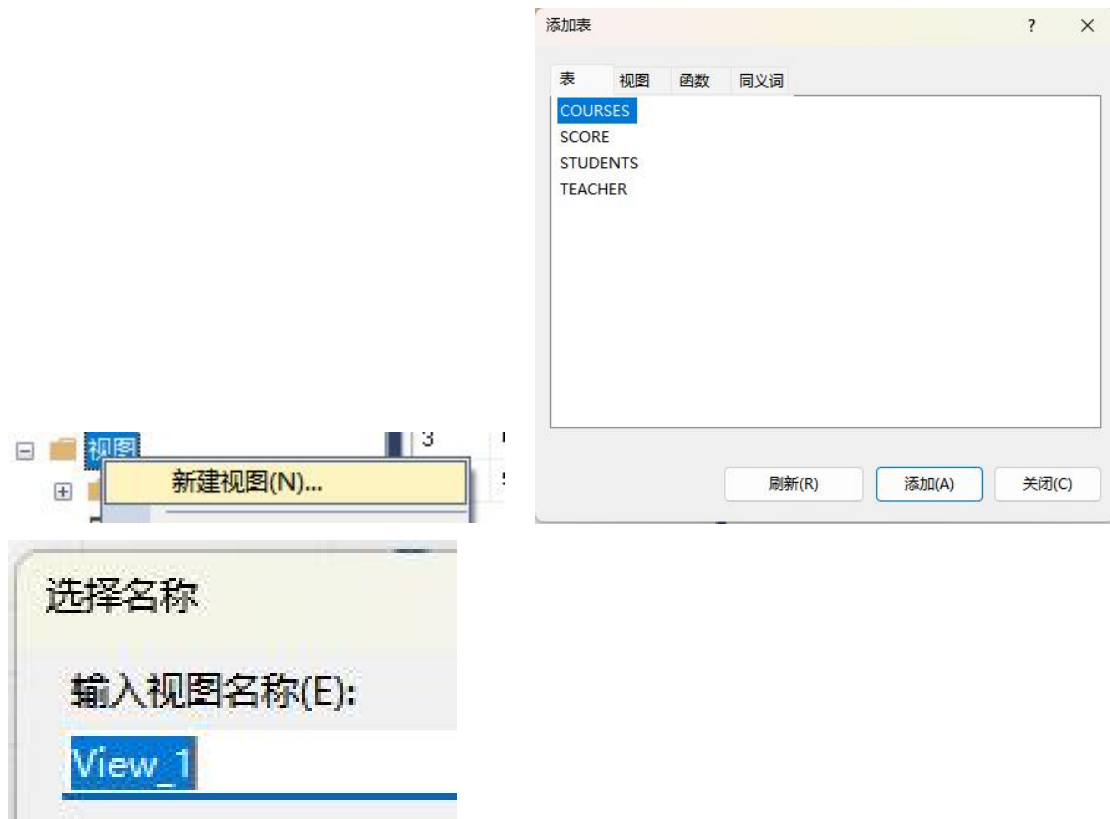 添加表
表 视图 函数 同义词
COURSES
SCORE
STUDENTS
TEACHER
刷新(R) 添加(A) 关闭(C)
视图
3
新建视图(N)...
选择名称
输入视图名称(E):
View_1